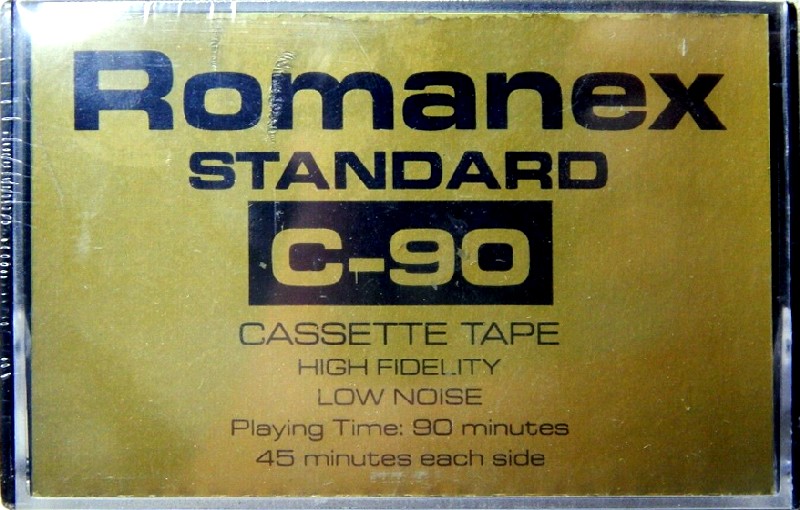 Romanex
STANDARD
C-90
CASSETTE TAPE
HIGH FIDELITY
LOW NOISE
Playing Time: 90 minutes
45 minutes each side